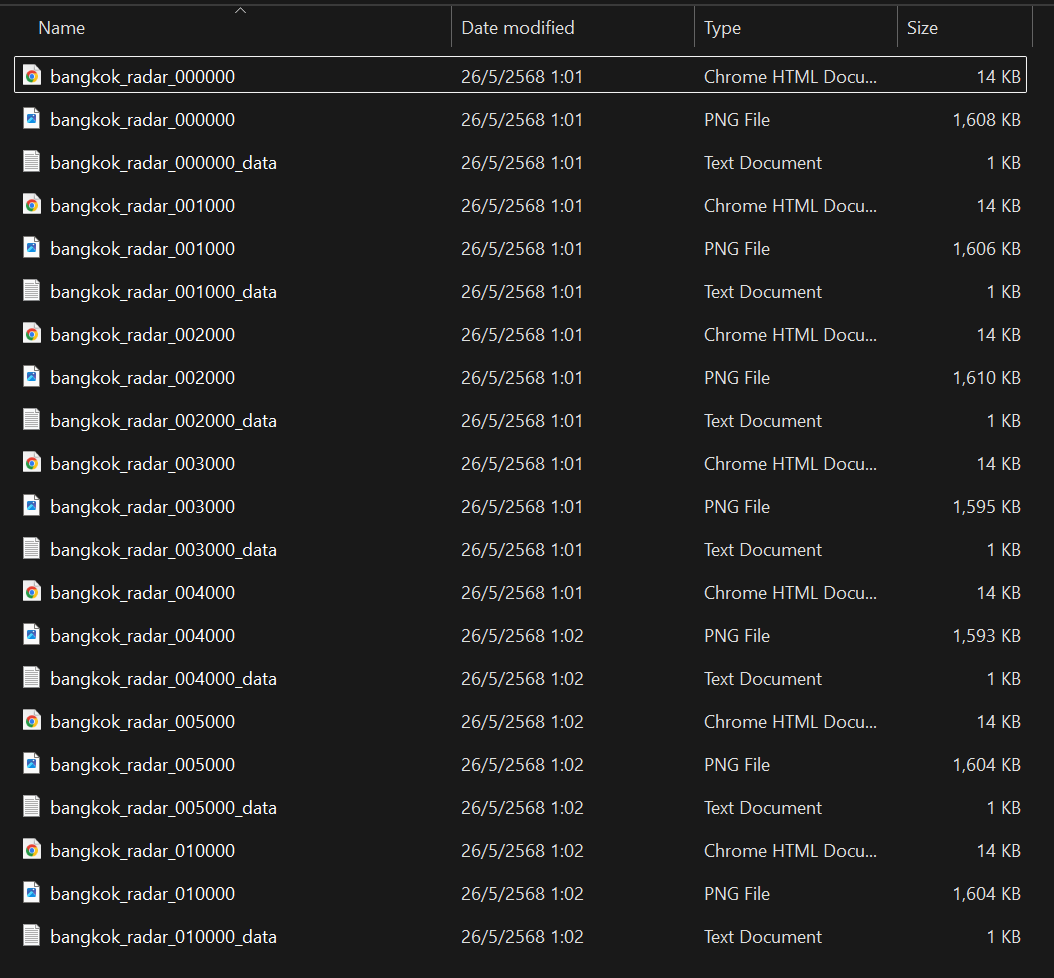 Name Date modified Type Size
bangkok_radar_000000 26/5/2568 1:01 Chrome HTML Docu... 14 KB
bangkok_radar_000000 26/5/2568 1:01 PNG File 1,608 KB
bangkok_radar_000000_data 26/5/2568 1:01 Text Document 1 KB
bangkok_radar_001000 26/5/2568 1:01 Chrome HTML Docu... 14 KB
bangkok_radar_001000 26/5/2568 1:01 PNG File 1,606 KB
bangkok_radar_001000_data 26/5/2568 1:01 Text Document 1 KB
bangkok_radar_002000 26/5/2568 1:01 Chrome HTML Docu... 14 KB
bangkok_radar_002000 26/5/2568 1:01 PNG File 1,610 KB
bangkok_radar_002000_data 26/5/2568 1:01 Text Document 1 KB
bangkok_radar_003000 26/5/2568 1:01 Chrome HTML Docu... 14 KB
bangkok_radar_003000 26/5/2568 1:01 PNG File 1,595 KB
bangkok_radar_003000_data 26/5/2568 1:01 Text Document 1 KB
bangkok_radar_004000 26/5/2568 1:01 Chrome HTML Docu... 14 KB
bangkok_radar_004000 26/5/2568 1:02 PNG File 1,593 KB
bangkok_radar_004000_data 26/5/2568 1:02 Text Document 1 KB
bangkok_radar_005000 26/5/2568 1:02 Chrome HTML Docu... 14 KB
bangkok_radar_005000 26/5/2568 1:02 PNG File 1,604 KB
bangkok_radar_005000_data 26/5/2568 1:02 Text Document 1 KB
bangkok_radar_010000 26/5/2568 1:02 Chrome HTML Docu... 14 KB
bangkok_radar_010000 26/5/2568 1:02 PNG File 1,604 KB
bangkok_radar_010000_data 26/5/2568 1:02 Text Document 1 KB